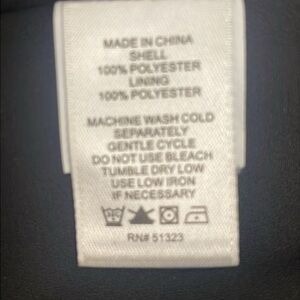 MADE IN CHINA
SHELL
100% POLYESTER
LINING
100% POLYESTER
MACHINE WASH COLD
SEPARATELY
GENTLE CYCLE
DO NOT USE BLEACH
TUMBLE DRY LOW
USE LOW IRON
IF NECESSARY
RN# 51323